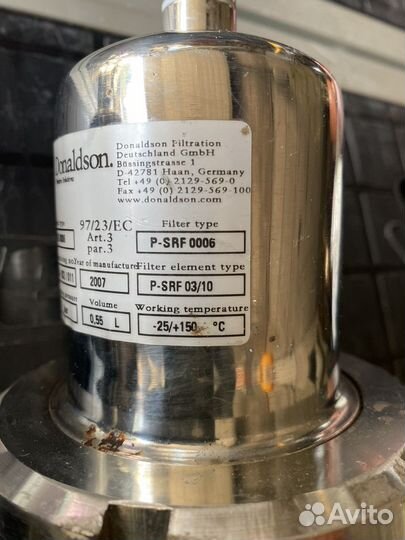 Donaldson.
Donaldson Filtration
Deutschland GmbH
Büssingstrasse 1
D-42781 Haan, Germany
Tel +49 (0) 2129-569-0
Fax +49 (0) 2129-569-100
www.donaldson.com
97/23/EC
Art.3
par.3
Filter type
P-SRF 0006
Year of manufacture
2007
Filter element type
P-SRF 03/10
Volume
0,55 L
Working temperature
-25/+150 °C
Avito